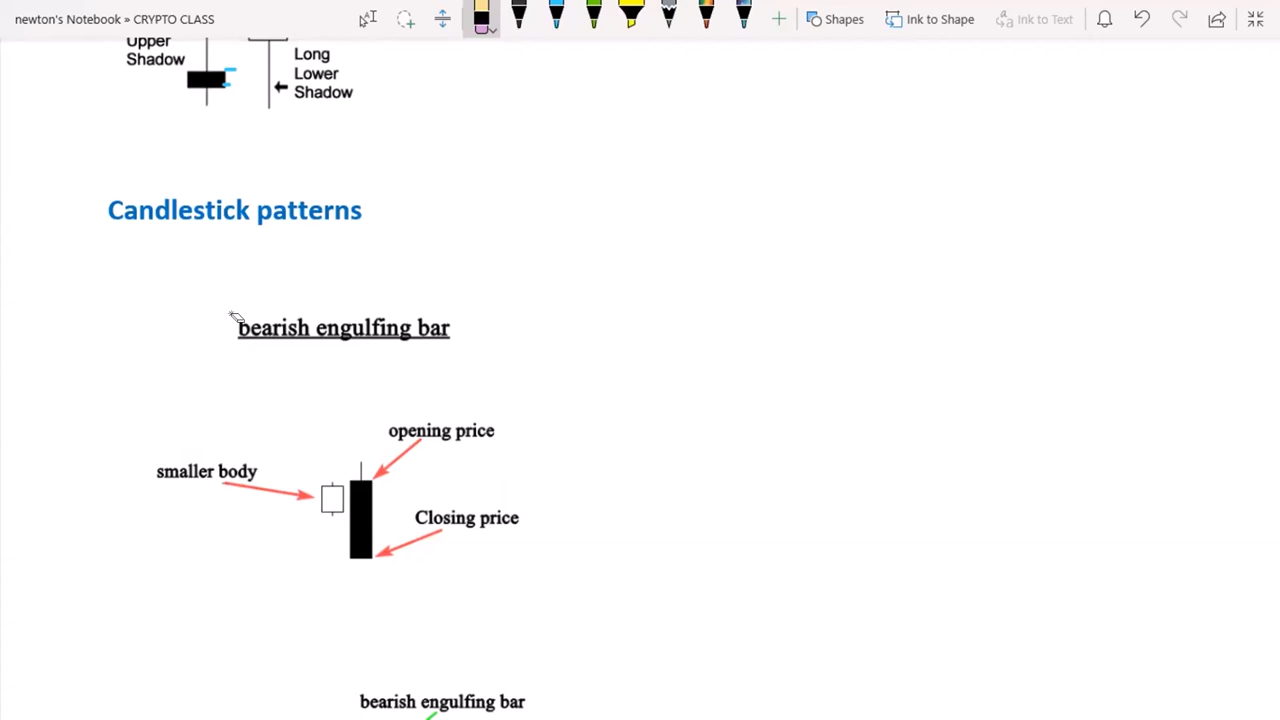 newton's Notebook » CRYPTO CLASS
Shapes
Ink to Shape
Ink to Text
Upper
Shadow
Long
Lower
Shadow
Candlestick patterns
bearish engulfing bar
opening price
smaller body
Closing price
bearish engulfing bar